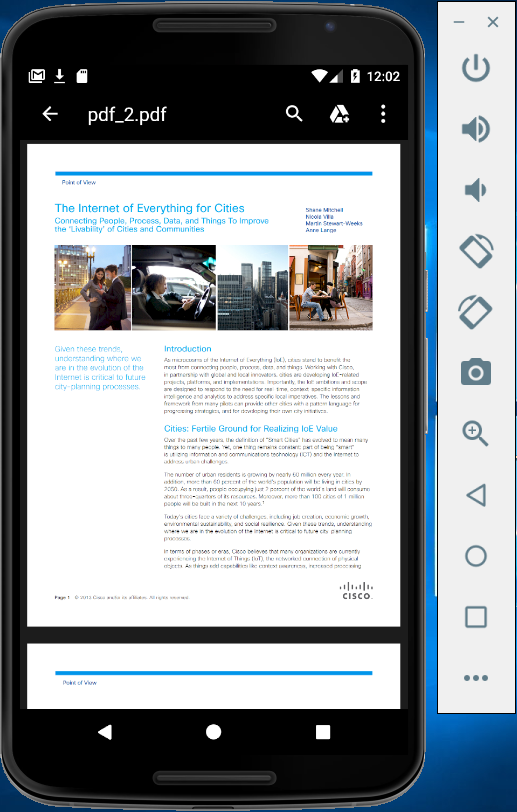 12:02
pdf_2.pdf
Point of View
The Internet of Everything for Cities
Connecting People, Process, Data, and Things To Improve
the 'Livability' of Cities and Communities
Shane Mitchell
Nicola Villa
Martin Stewart-Weeks
Anne Lange
Given these trends,
understanding where we
are in the evolution of the
Internet is critical to future
city-planning processes.
Introduction
As metropolises of the Internet of Everything (IoE), cities stand to benefit the
most from connecting people, process, data, and things. Working with Cisco,
in partnership with global and local innovators, cities are developing IoE-related
projects, platforms, and implementations. Importantly, the IoE ambitions and scope
are designed to respond to the need for real-time, context-specific information
intelligence and analytics to address specific local imperatives. The lessons and
framework from many pilots can provide other cities with a pattern language for
progressing strategies, and for developing their own city initiatives.
Cities: Fertile Ground for Realizing IoE Value
Over the past few years, the definition of "Smart Cities" has evolved to mean many
things to many people. Yet, one thing remains constant: part of being "smart"
is utilizing information and communications technology (ICT) and the Internet to
address urban challenges.
The number of urban residents is growing by nearly 60 million every year. In
addition, more than 60 percent of the world's population will be living in cities by
2050. As a result, people occupying just 2 percent of the world's land will consume
about three-quarters of its resources. Moreover, more than 100 cities of 1 million
people will be built in the next 10 years.¹
Today's cities face a variety of challenges, including job creation, economic growth,
environmental sustainability, and social resilience. Given these trends, understanding
where we are in the evolution of the Internet is critical to future city-planning
processes.
In terms of phases or eras, Cisco believes that many organizations are currently
experiencing the Internet of Things (IoT), the networked connection of physical
objects. As things add capabilities like context awareness, increased processing
Page 1 © 2013 Cisco and/or its affiliates. All rights reserved.
CISCO.
Point of View